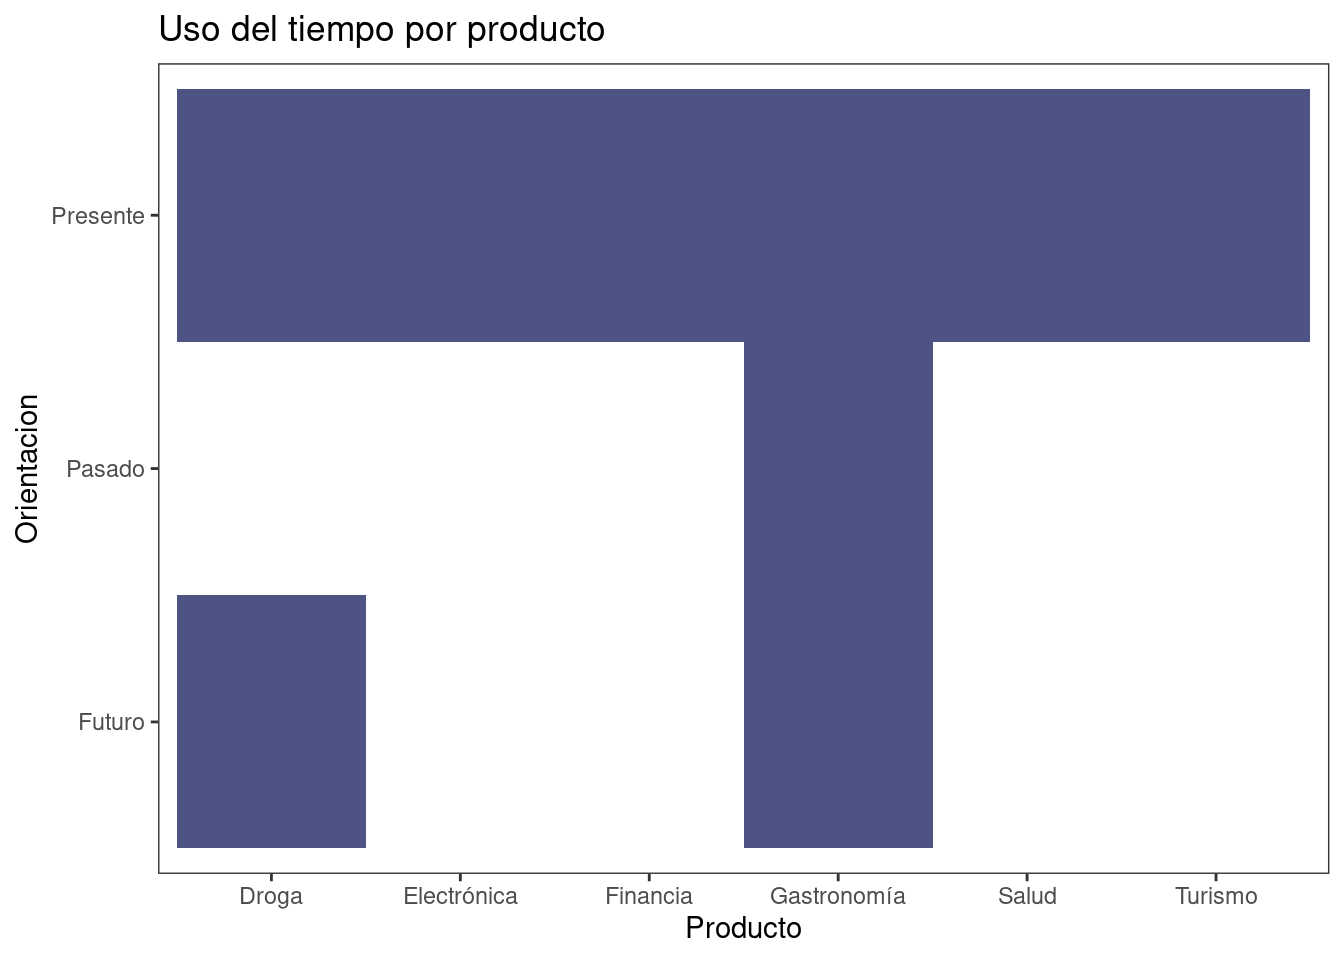 Uso del tiempo por producto
Orientacion
Presente
Pasado
Futuro
Droga Electrónica Financia Gastronomía Salud Turismo
Producto